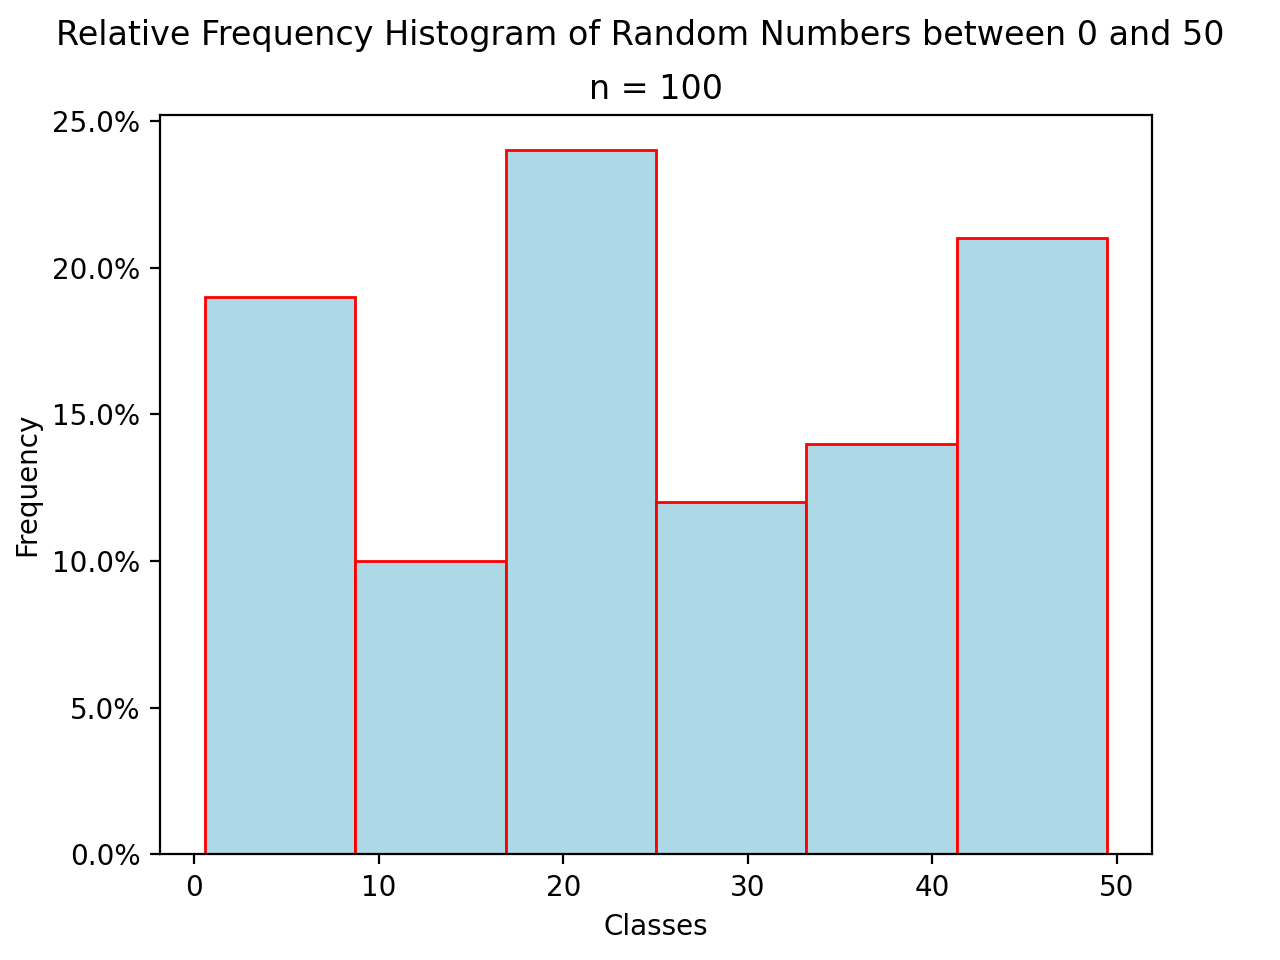 Relative Frequency Histogram of Random Numbers between 0 and 50
n = 100
25.0%
20.0%
15.0%
10.0%
5.0%
0.0%
Frequency
0 10 20 30 40 50
Classes